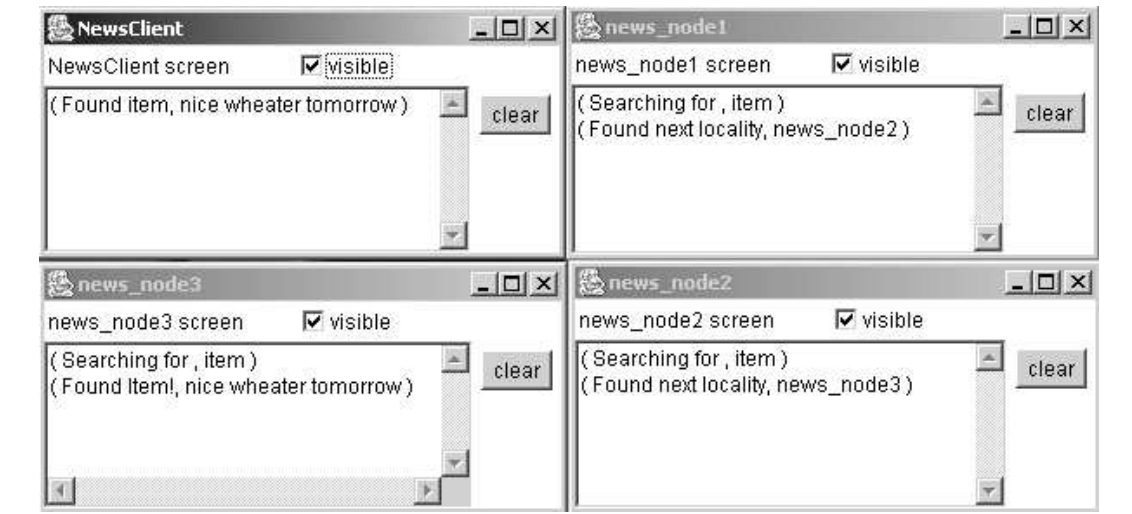 NewsClient
NewsClient screen visible
( Found item, nice wheater tomorrow )
clear
news_node1
news_node1 screen visible
( Searching for , item )
( Found next locality, news_node2 )
clear
news_node3
news_node3 screen visible
( Searching for , item )
( Found Item!, nice wheater tomorrow )
clear
news_node2
news_node2 screen visible
( Searching for , item )
( Found next locality, news_node3 )
clear